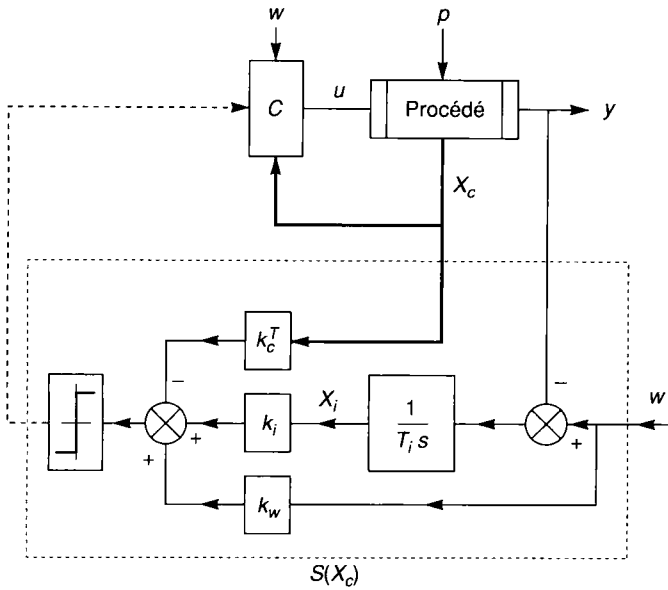 w
p
C
u
Procédé
y
X_c
k_c^T
−
−
X_i
w
k_i
1
T_i s
+
+
+
k_w
S(X_c)